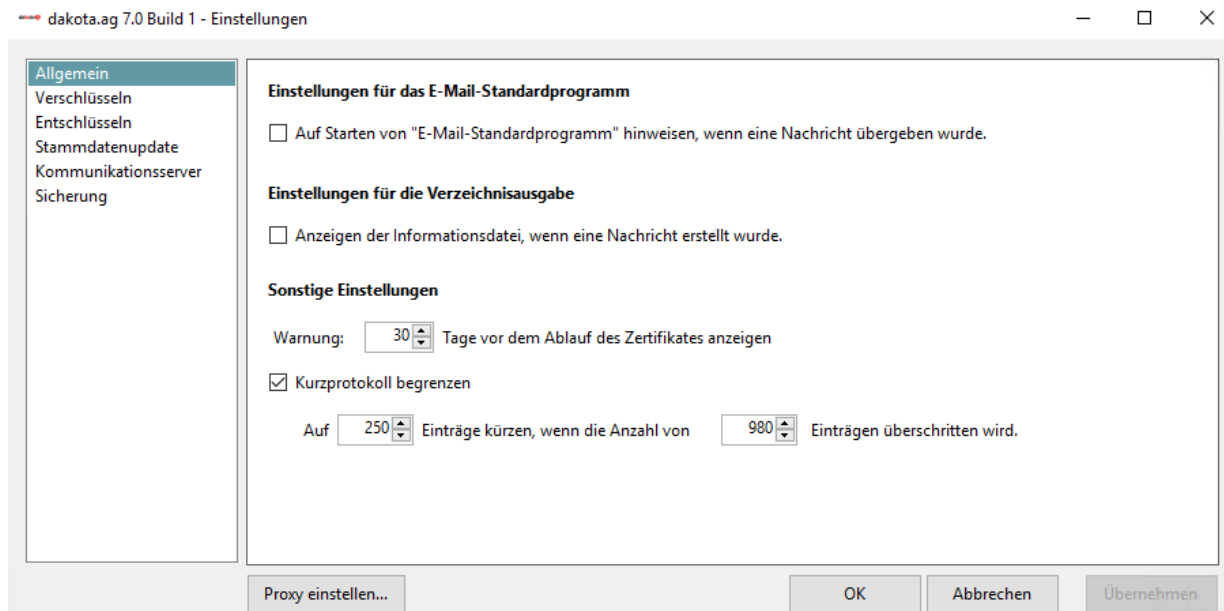 dakota.ag 7.0 Build 1 - Einstellungen
Allgemein
Verschlüsseln
Entschlüsseln
Stammdatenupdate
Kommunikationsserver
Sicherung
Einstellungen für das E-Mail-Standardprogramm
Auf Starten von "E-Mail-Standardprogramm" hinweisen, wenn eine Nachricht übergeben wurde.
Einstellungen für die Verzeichnisausgabe
Anzeigen der Informationsdatei, wenn eine Nachricht erstellt wurde.
Sonstige Einstellungen
Warnung: 30 Tage vor dem Ablauf des Zertifikates anzeigen
Kurzprotokoll begrenzen
Auf 250 Einträge kürzen, wenn die Anzahl von 980 Einträgen überschritten wird.
Proxy einstellen... OK Abbrechen Übernehmen